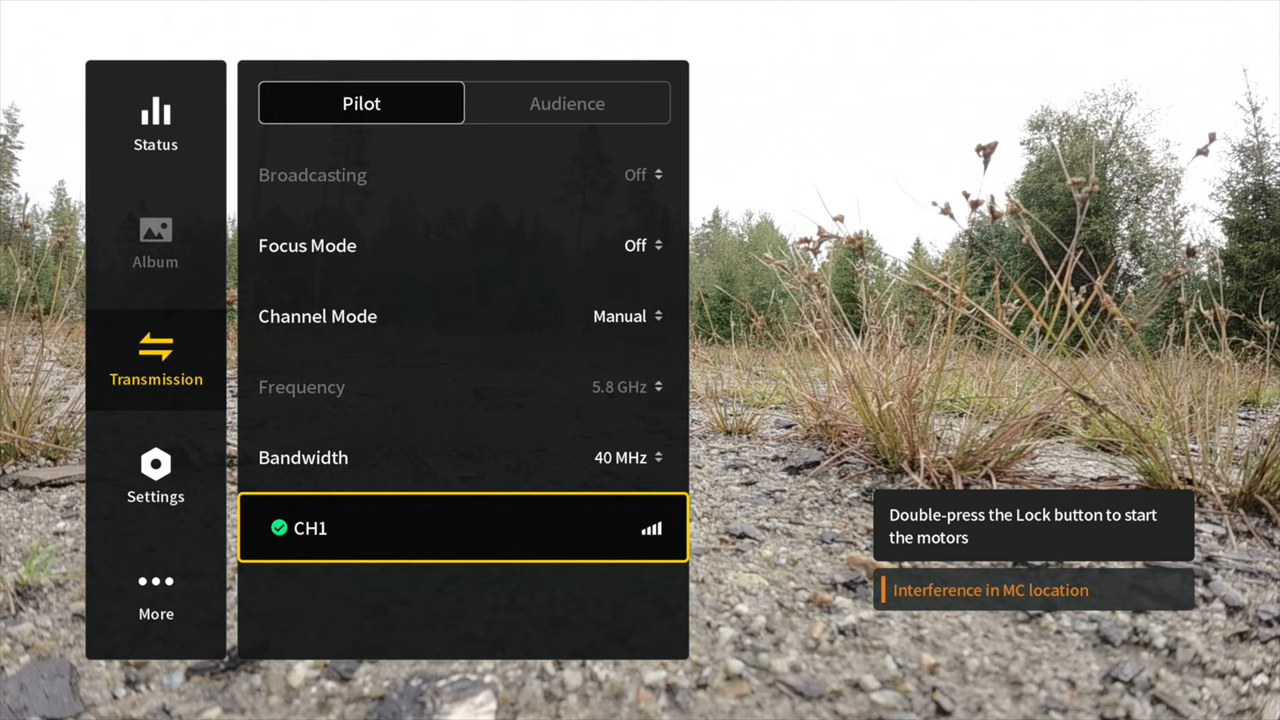 Status
Album
Transmission
Settings
More
Pilot
Audience
Broadcasting Off
Focus Mode Off
Channel Mode Manual
Frequency 5.8 GHz
Bandwidth 40 MHz
CH1
Double-press the Lock button to start
the motors
Interference in MC location